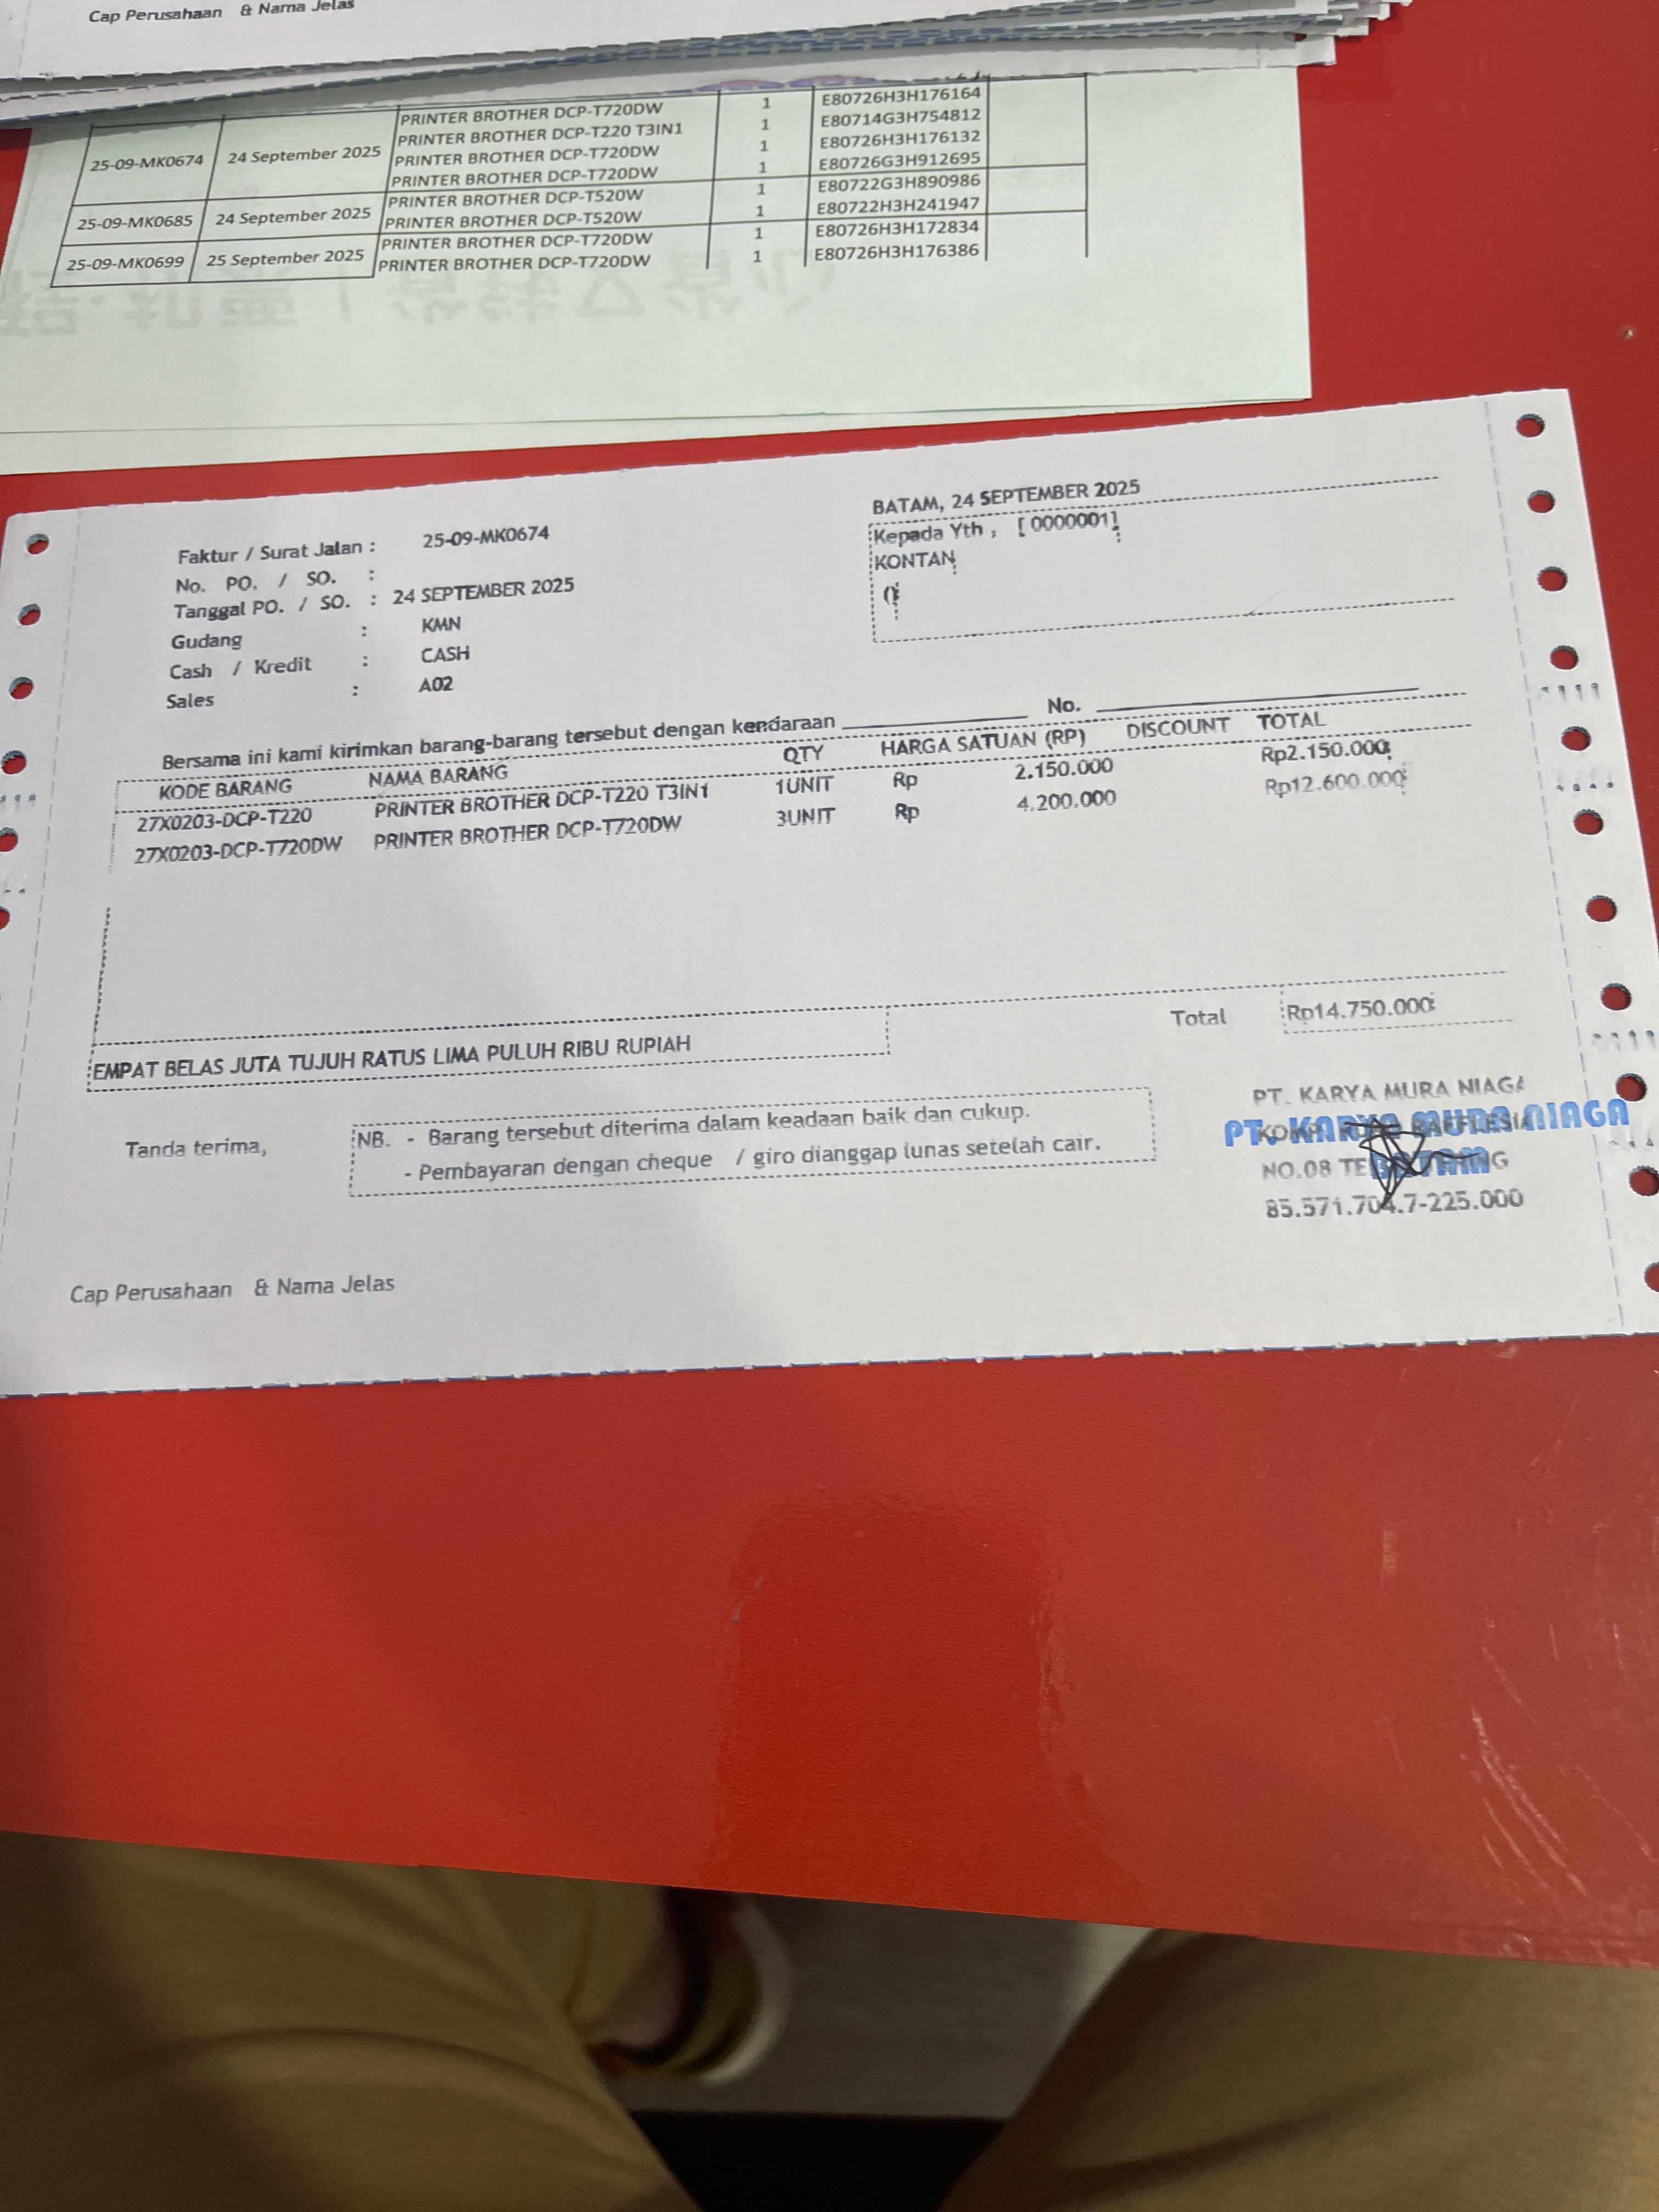 Cap Perusahaan & Nama Jelas
PRINTER BROTHER DCP-T720DW 1 E80726H3H176164
PRINTER BROTHER DCP-T220 T3IN1 1 E80714G3H754812
25-09-MK0674 24 September 2025 PRINTER BROTHER DCP-T720DW 1 E80726H3H176132
PRINTER BROTHER DCP-T720DW 1 E80726G3H912695
PRINTER BROTHER DCP-T520W 1 E80722G3H890986
25-09-MK0685 24 September 2025 PRINTER BROTHER DCP-T520W 1 E80722H3H241947
PRINTER BROTHER DCP-T720DW 1 E80726H3H172834
25-09-MK0699 25 September 2025 PRINTER BROTHER DCP-T720DW 1 E80726H3H176386
BATAM, 24 SEPTEMBER 2025
Kepada Yth , [ 0000001]
KONTAN
Faktur / Surat Jalan : 25-09-MK0674
No. PO. / SO. :
Tanggal PO. / SO. : 24 SEPTEMBER 2025
Gudang : KMN
Cash / Kredit : CASH
Sales : A02
Bersama ini kami kirimkan barang-barang tersebut dengan kendaraan No.
KODE BARANG NAMA BARANG QTY HARGA SATUAN (RP) DISCOUNT TOTAL
27X0203-DCP-T220 PRINTER BROTHER DCP-T220 T3IN1 1UNIT Rp 2.150.000 Rp2.150.000
27X0203-DCP-T720DW PRINTER BROTHER DCP-T720DW 3UNIT Rp 4.200.000 Rp12.600.000
Total Rp14.750.000
EMPAT BELAS JUTA TUJUH RATUS LIMA PULUH RIBU RUPIAH
Tanda terima,
NB. - Barang tersebut diterima dalam keadaan baik dan cukup.
- Pembayaran dengan cheque / giro dianggap lunas setelah cair.
PT. KARYA MURA NIAGA
PT. KARYA MURA NIAGA
BATAM
NO.08
85.571.704.7-225.000
Cap Perusahaan & Nama Jelas